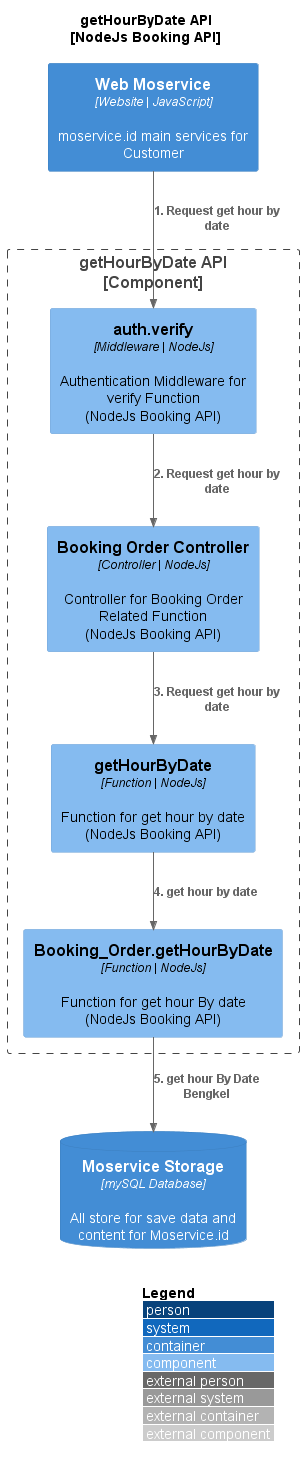 getHourByDate API
[NodeJs Booking API]
Web Moservice
[Website | JavaScript]
moservice.id main services for
Customer
1. Request get hour by
date
getHourByDate API
[Component]
auth.verify
[Middleware | NodeJs]
Authentication Middleware for
verify Function
(NodeJs Booking API)
2. Request get hour by
date
Booking Order Controller
[Controller | NodeJs]
Controller for Booking Order
Related Function
(NodeJs Booking API)
3. Request get hour by
date
getHourByDate
[Function | NodeJs]
Function for get hour by date
(NodeJs Booking API)
4. get hour by date
Booking_Order.getHourByDate
[Function | NodeJs]
Function for get hour By date
(NodeJs Booking API)
5. get hour By Date
Bengkel
Moservice Storage
[mySQL Database]
All store for save data and
content for Moservice.id
Legend
person
system
container
component
external person
external system
external container
external component